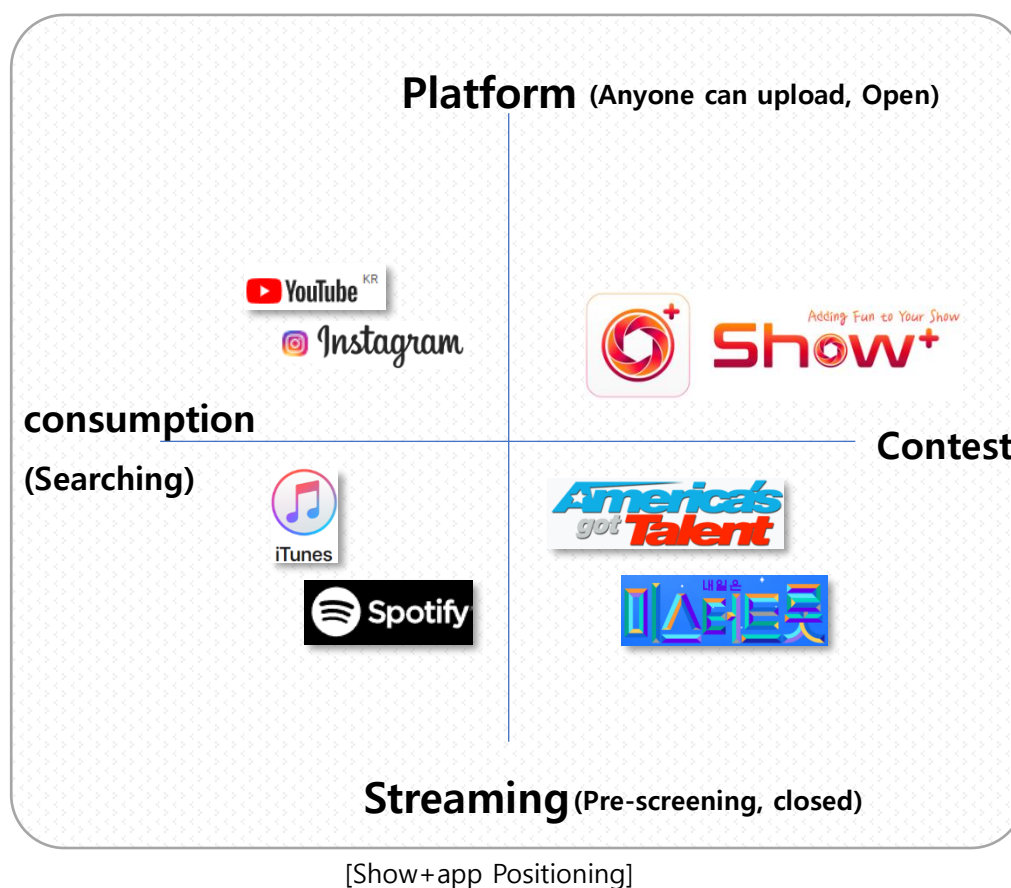 Platform (Anyone can upload, Open)
YouTube KR
Instagram
Adding Fun to Your Show
Show+
consumption
(Searching)
Contest
iTunes
America's
got Talent
Spotify
내일은
미스터트롯
Streaming (Pre-screening, closed)
[Show+app Positioning]